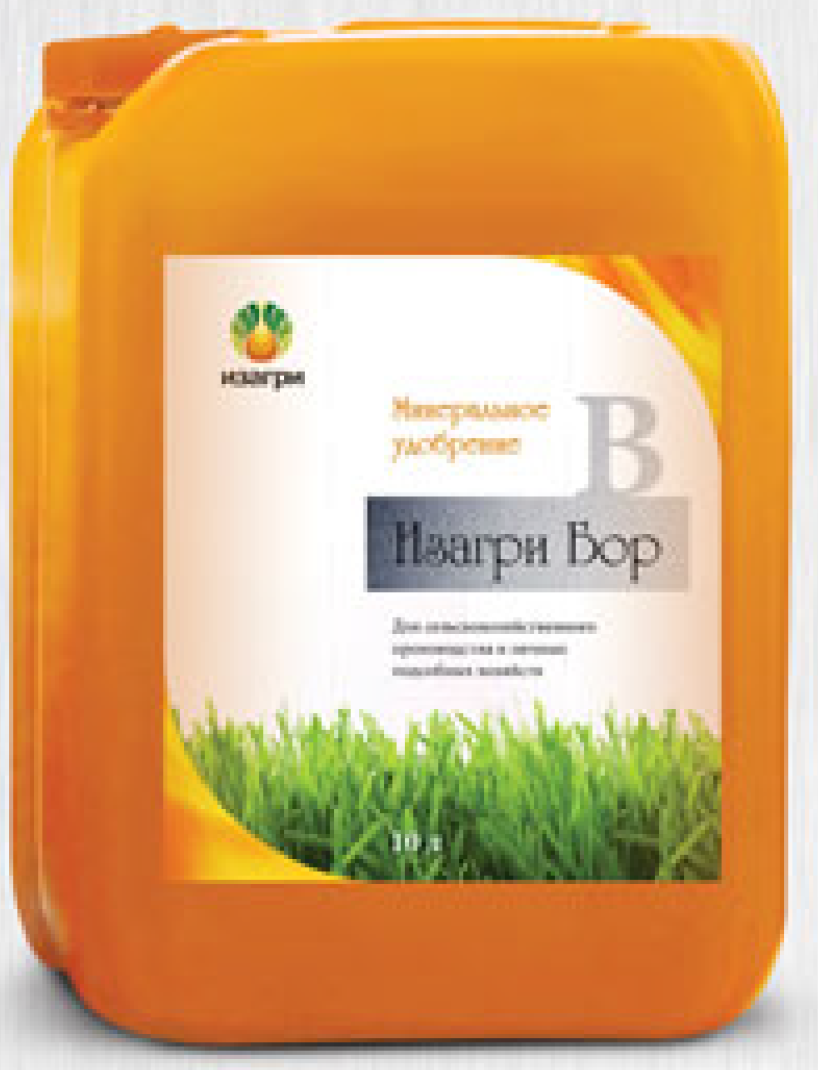 изагри
Минеральное
удобрение
B
Изагри Бор
Для сельскохозяйственного
производства и личных
подсобных хозяйств
10 л